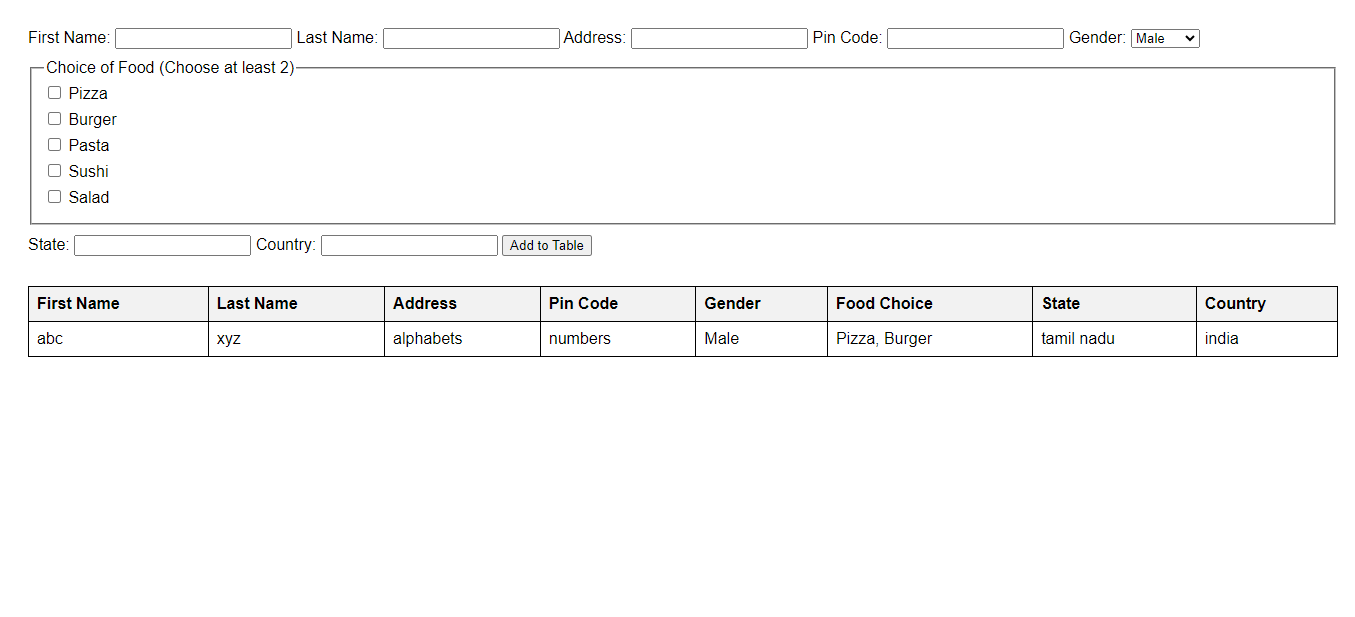 First Name: Last Name: Address: Pin Code: Gender: Male
Choice of Food (Choose at least 2)
Pizza
Burger
Pasta
Sushi
Salad
State: Country: Add to Table
First Name Last Name Address Pin Code Gender Food Choice State Country
abc xyz alphabets numbers Male Pizza, Burger tamil nadu india